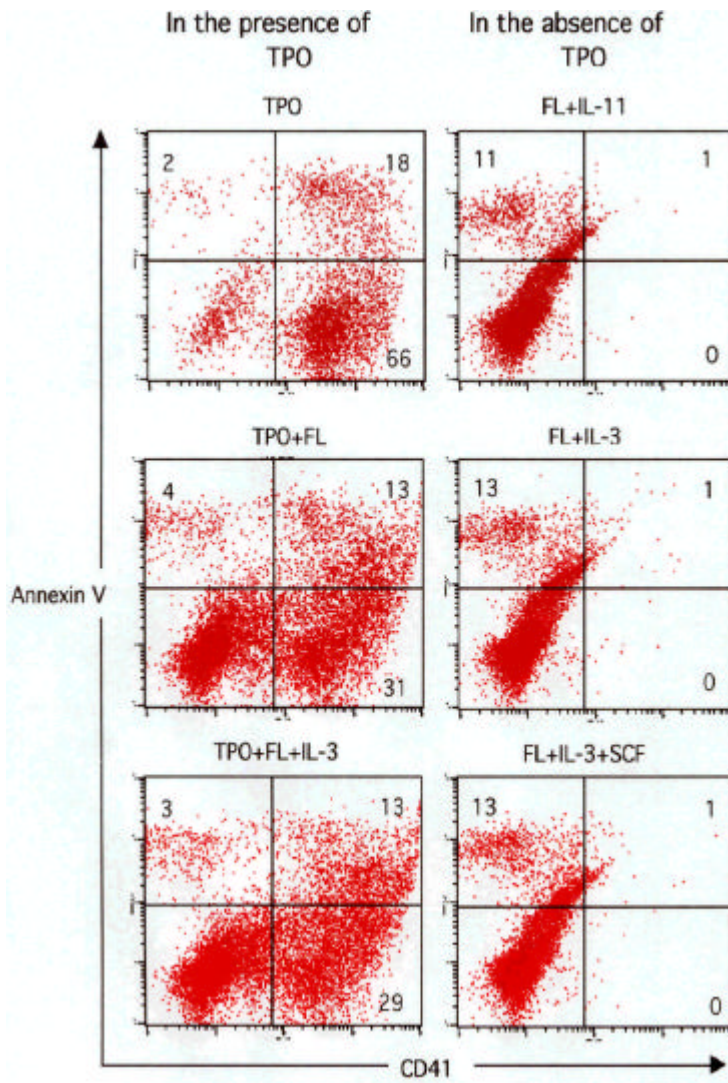 In the presence of
TPO
In the absence of
TPO
TPO
FL+IL-11
2
18
11
1
66
0
TPO+FL
FL+IL-3
4
13
13
1
Annexin V
31
0
TPO+FL+IL-3
FL+IL-3+SCF
3
13
13
1
29
0
CD41